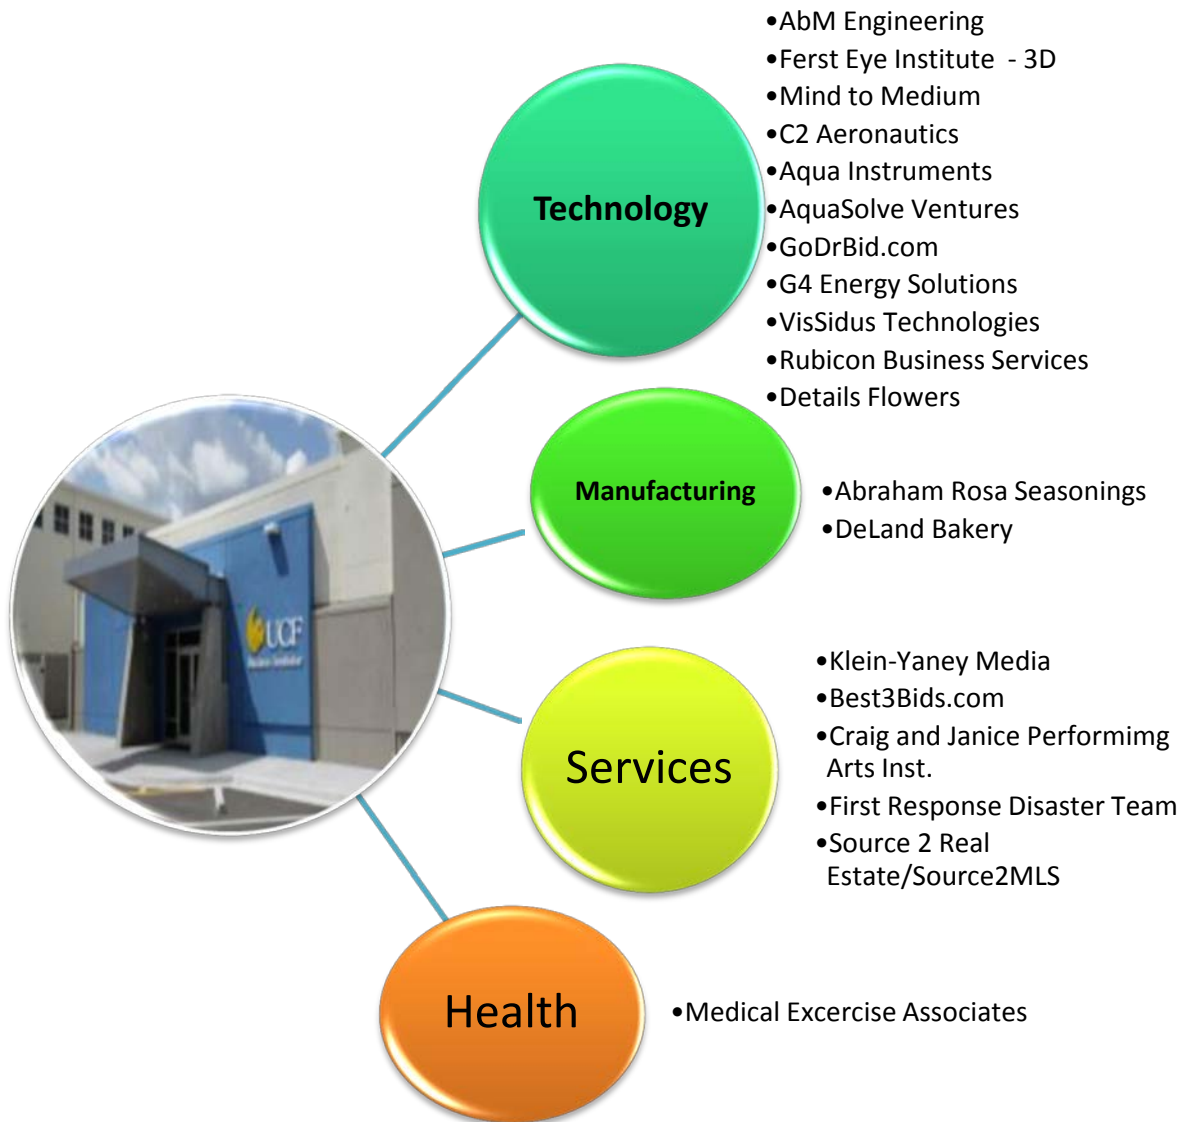 •AbM Engineering
•Ferst Eye Institute - 3D
•Mind to Medium
•C2 Aeronautics
•Aqua Instruments
•AquaSolve Ventures
•GoDrBid.com
•G4 Energy Solutions
•VisSidus Technologies
•Rubicon Business Services
•Details Flowers
Technology
Manufacturing
•Abraham Rosa Seasonings
•DeLand Bakery
UCF
Business Incubator
Services
•Klein-Yaney Media
•Best3Bids.com
•Craig and Janice Performimg
Arts Inst.
•First Response Disaster Team
•Source 2 Real
Estate/Source2MLS
Health
•Medical Excercise Associates